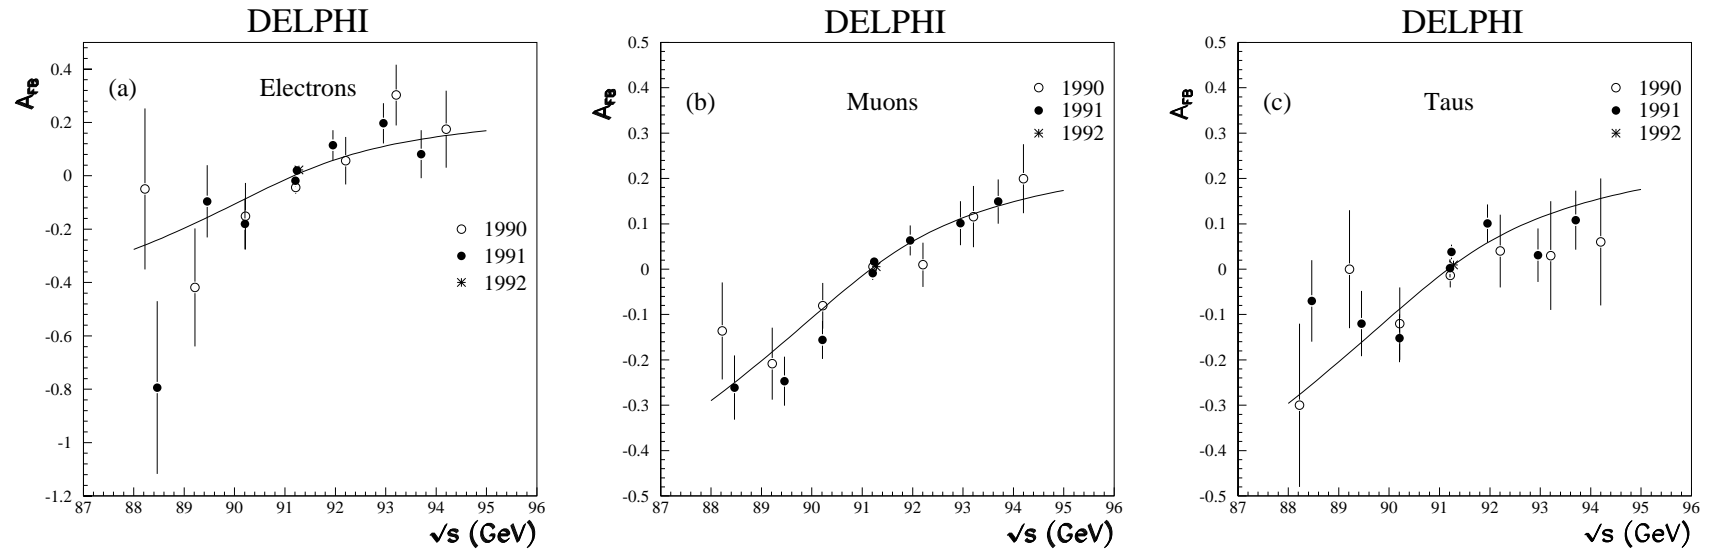 DELPHI
A_FB
(a)
Electrons
1990
1991
1992
0.4
0.2
0
-0.2
-0.4
-0.6
-0.8
-1
-1.2
87 88 89 90 91 92 93 94 95 96
√s (GeV)
DELPHI
A_FB
(b)
Muons
1990
1991
1992
0.5
0.4
0.3
0.2
0.1
0
-0.1
-0.2
-0.3
-0.4
-0.5
87 88 89 90 91 92 93 94 95 96
√s (GeV)
DELPHI
A_FB
(c)
Taus
1990
1991
1992
0.5
0.4
0.3
0.2
0.1
0
-0.1
-0.2
-0.3
-0.4
-0.5
87 88 89 90 91 92 93 94 95 96
√s (GeV)